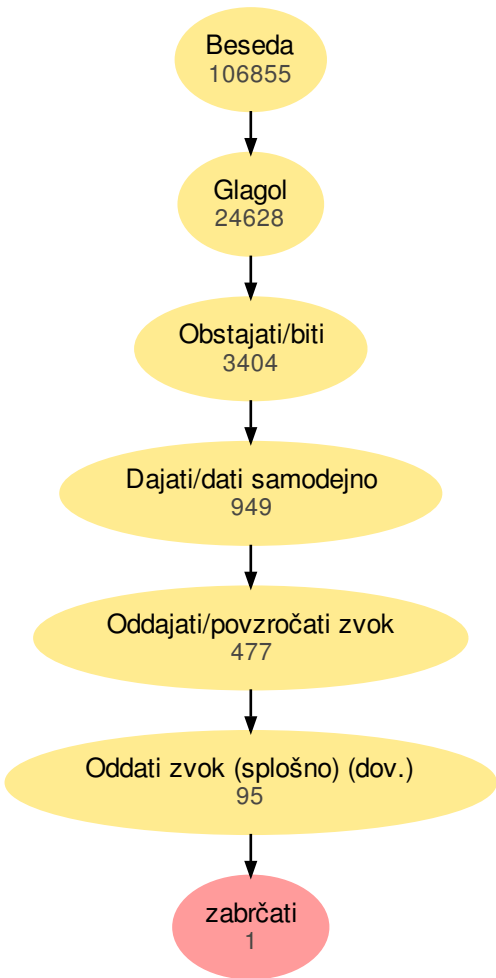 Beseda
106855
Glagol
24628
Obstajati/biti
3404
Dajati/dati samodejno
949
Oddajati/povzročati zvok
477
Oddati zvok (splošno) (dov.)
95
zabrčati
1